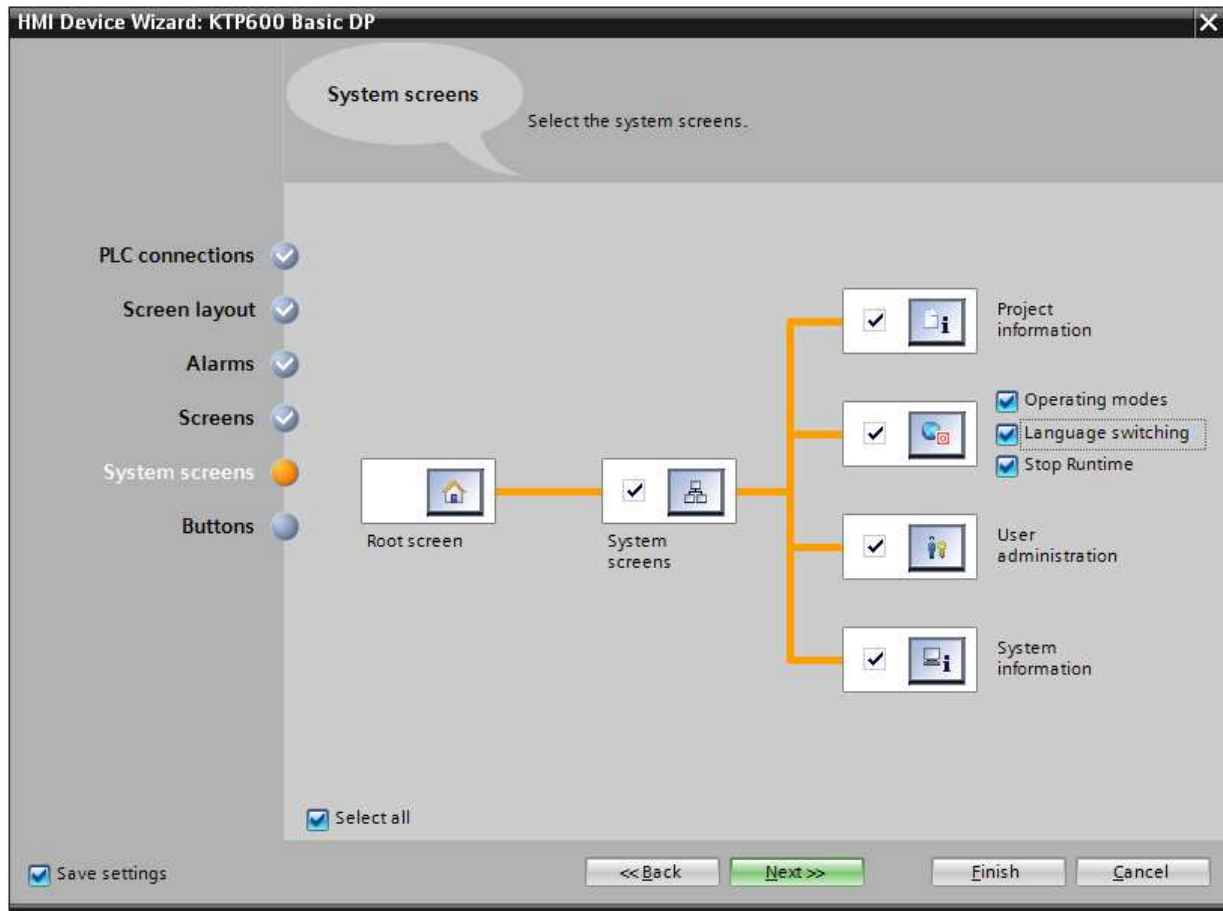 HMI Device Wizard: KTP600 Basic DP
System screens
Select the system screens.
PLC connections
Screen layout
Alarms
Screens
System screens
Buttons
Root screen
System
screens
Project
information
Operating modes
Language switching
Stop Runtime
User
administration
System
information
Select all
Save settings
<<Back
Next>>
Finish
Cancel